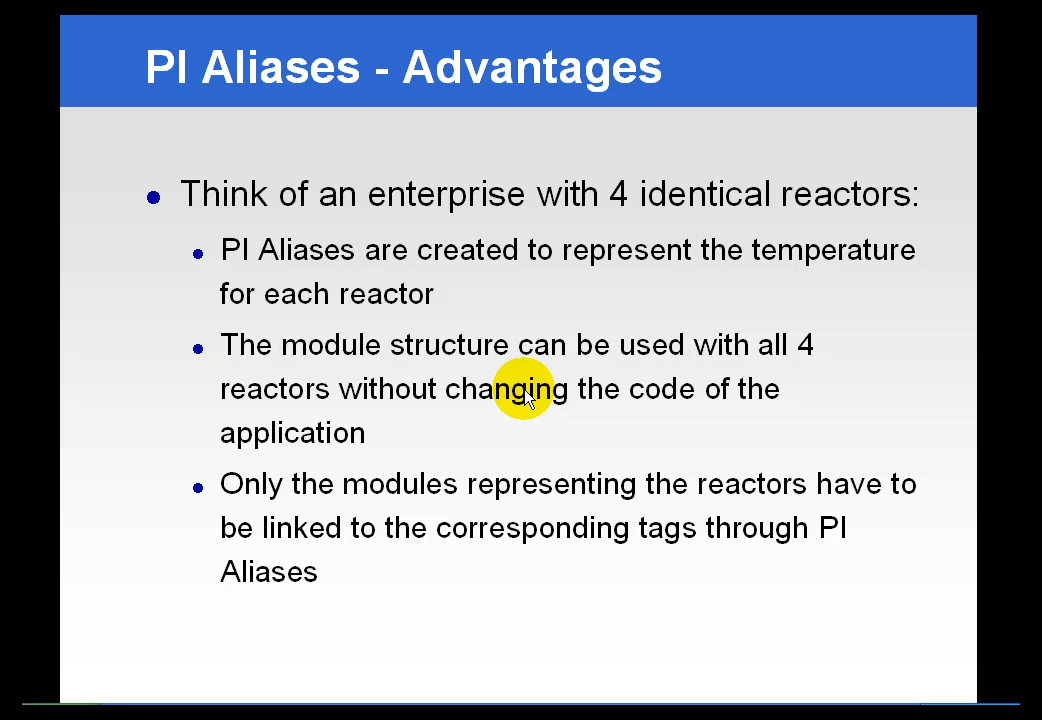 PI Aliases - Advantages
Think of an enterprise with 4 identical reactors:
PI Aliases are created to represent the temperature
for each reactor
The module structure can be used with all 4
reactors without changing the code of the
application
Only the modules representing the reactors have to
be linked to the corresponding tags through PI
Aliases